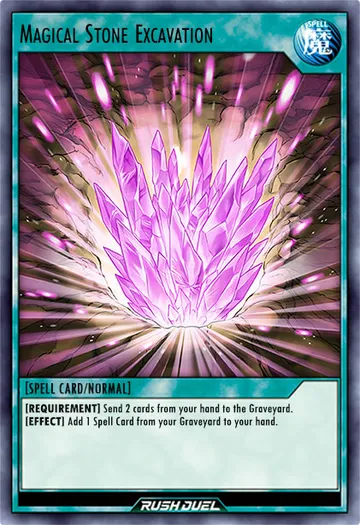 Magical Stone Excavation
SPELL
魔
[SPELL CARD/NORMAL]
[REQUIREMENT] Send 2 cards from your hand to the Graveyard.
[EFFECT] Add 1 Spell Card from your Graveyard to your hand.
RUSH DUEL